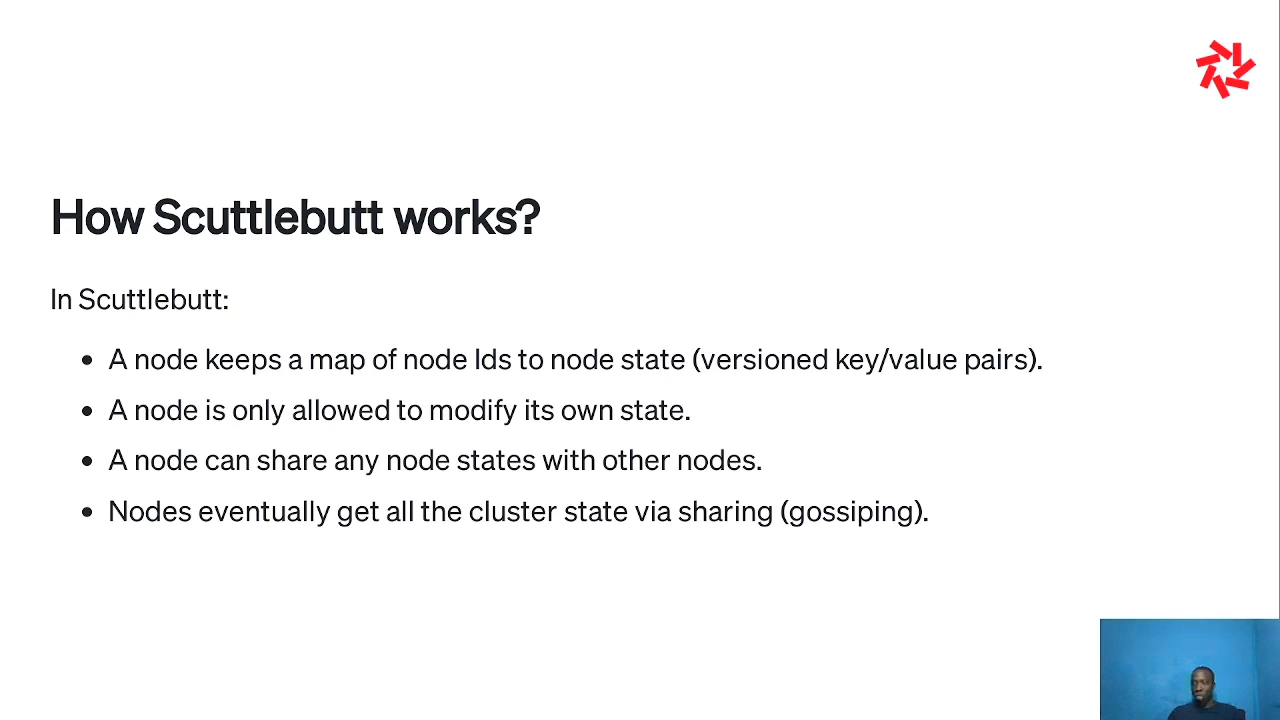 How Scuttlebutt works?
In Scuttlebutt:
• A node keeps a map of node Ids to node state (versioned key/value pairs).
• A node is only allowed to modify its own state.
• A node can share any node states with other nodes.
• Nodes eventually get all the cluster state via sharing (gossiping).